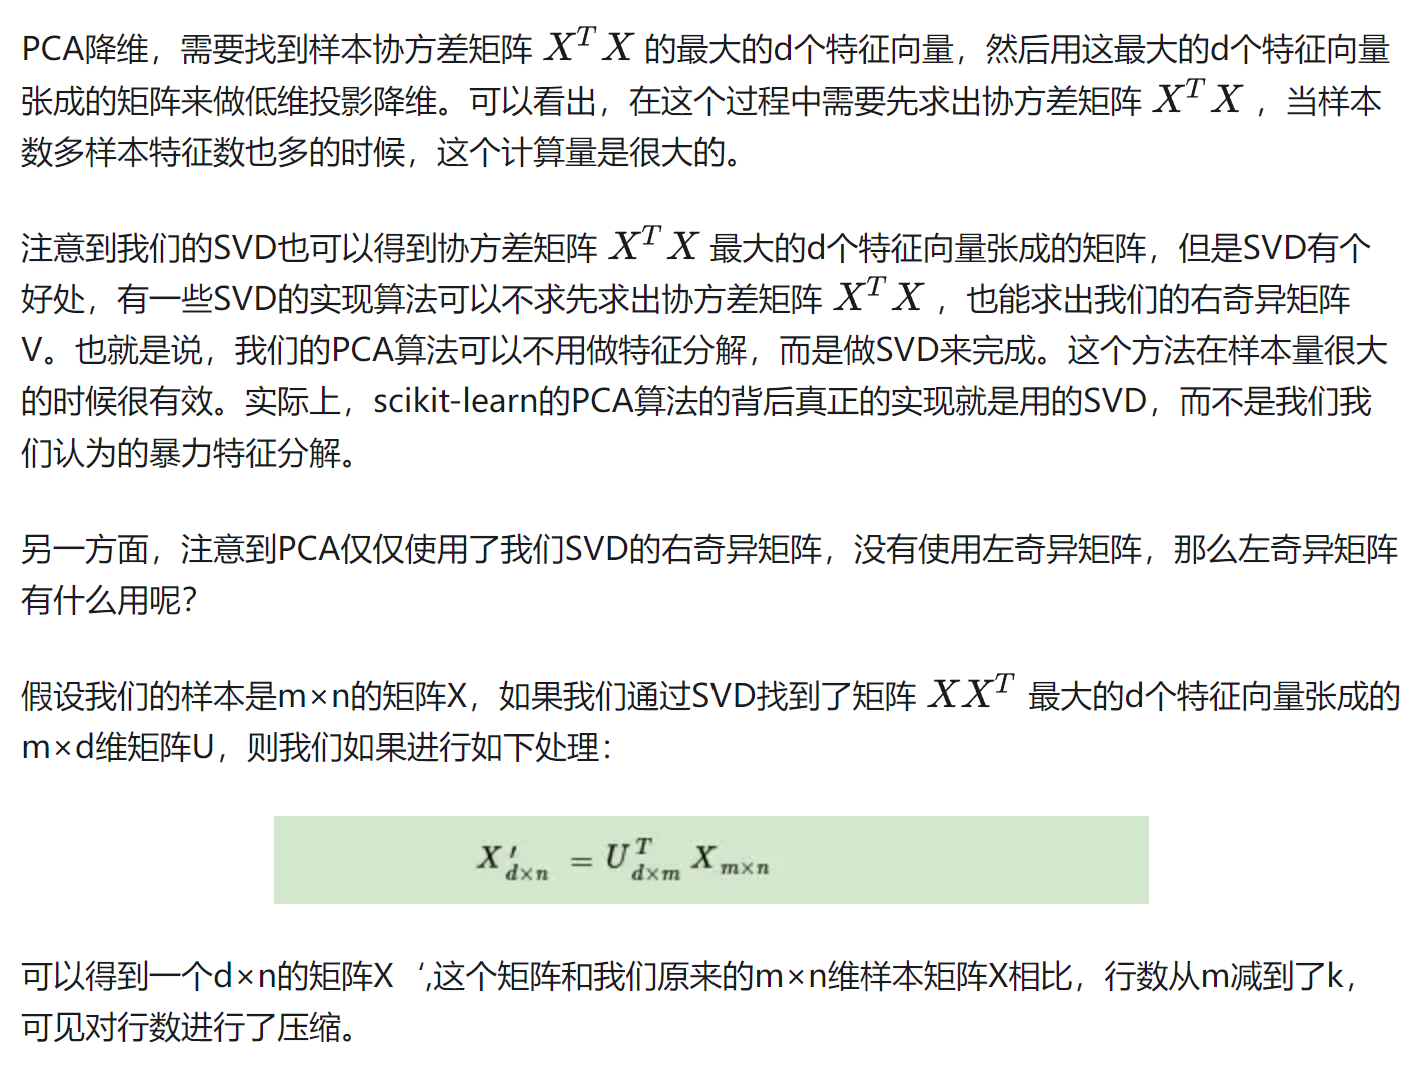 PCA降维，需要找到样本协方差矩阵 X^T X 的最大的d个特征向量，然后用这最大的d个特征向量
张成的矩阵来做低维投影降维。可以看出，在这个过程中需要先求出协方差矩阵 X^T X ，当样本
数多样本特征数也多的时候，这个计算量是很大的。
注意到我们的SVD也可以得到协方差矩阵 X^T X 最大的d个特征向量张成的矩阵，但是SVD有个
好处，有一些SVD的实现算法可以不求先求出协方差矩阵 X^T X ，也能求出我们的右奇异矩阵
V。也就是说，我们的PCA算法可以不用做特征分解，而是做SVD来完成。这个方法在样本量很大
的时候很有效。实际上，scikit-learn的PCA算法的背后真正的实现就是用的SVD，而不是我们我
们认为的暴力特征分解。
另一方面，注意到PCA仅仅使用了我们SVD的右奇异矩阵，没有使用左奇异矩阵，那么左奇异矩阵
有什么用呢？
假设我们的样本是m×n的矩阵X，如果我们通过SVD找到了矩阵 XX^T 最大的d个特征向量张成的
m×d维矩阵U，则我们如果进行如下处理：
X'_{d×n} = U^T_{d×m} X_{m×n}
可以得到一个d×n的矩阵X‘,这个矩阵和我们原来的m×n维样本矩阵X相比，行数从m减到了k，
可见对行数进行了压缩。